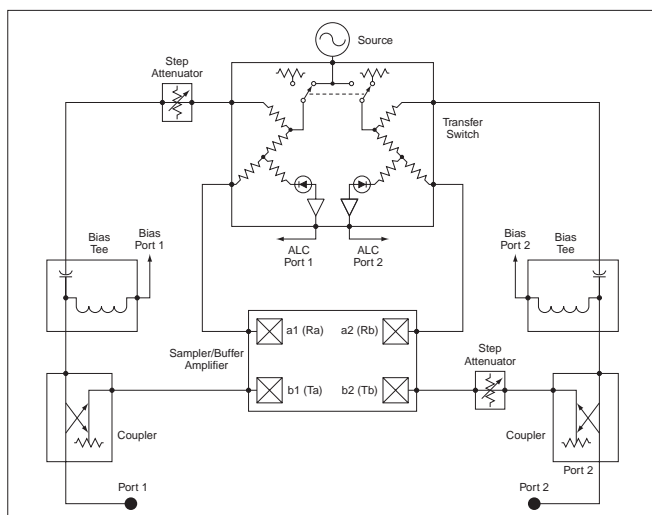 Source
Step
Attenuator
Transfer
Switch
Bias
Port 1
Bias
Tee
ALC
Port 1
ALC
Port 2
Bias
Port 2
Bias
Tee
a1 (Ra)
a2 (Rb)
Sampler/Buffer
Amplifier
Step
Attenuator
b1 (Ta)
b2 (Tb)
Coupler
Coupler
Port 2
Port 1
Port 2